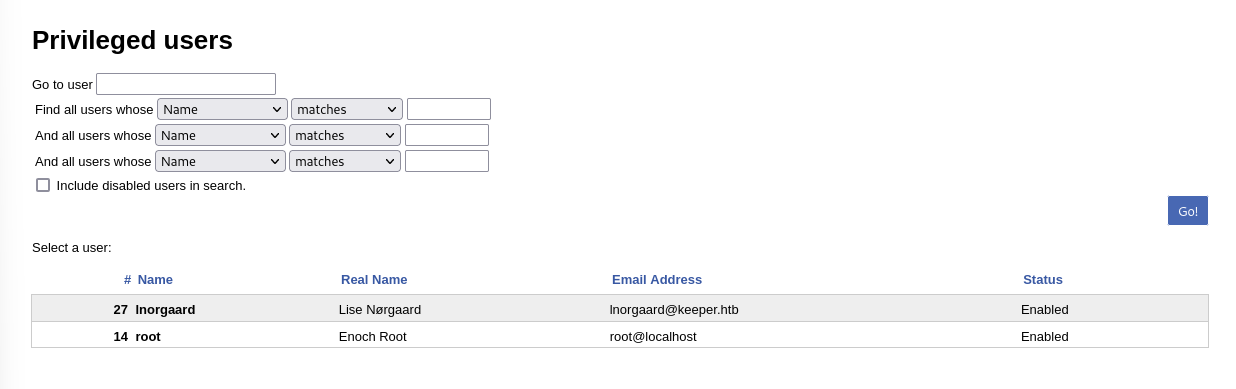 Privileged users
Go to user
Find all users whose Name matches
And all users whose Name matches
And all users whose Name matches
Include disabled users in search.
Go!
Select a user:
# Name Real Name Email Address Status
27 lnorgaard Lise Nørgaard lnorgaard@keeper.htb Enabled
14 root Enoch Root root@localhost Enabled